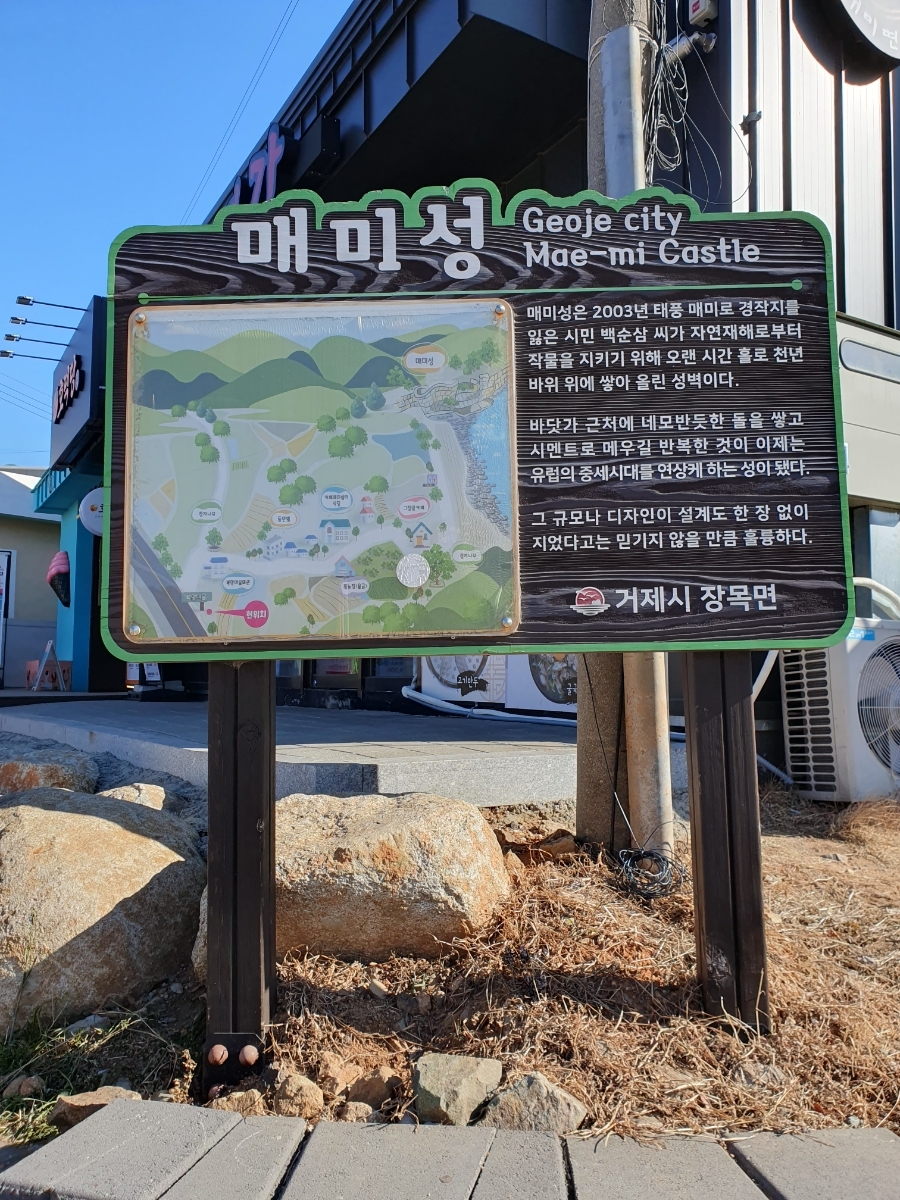 매미성
Geoje city
Mae-mi Castle
매미성은 2003년 태풍 매미로 경작지를
잃은 시민 백순삼 씨가 자연재해로부터
작물을 지키기 위해 오랜 시간 홀로 천년
바위 위에 쌓아 올린 성벽이다.
바닷가 근처에 네모반듯한 돌을 쌓고
시멘트로 메우길 반복한 것이 이제는
유럽의 중세시대를 연상케 하는 성이 됐다.
그 규모나 디자인이 설계도 한 장 없이
지었다고는 믿기지 않을 만큼 훌륭하다.
거제시 장목면
매미성
현위치
고기만두